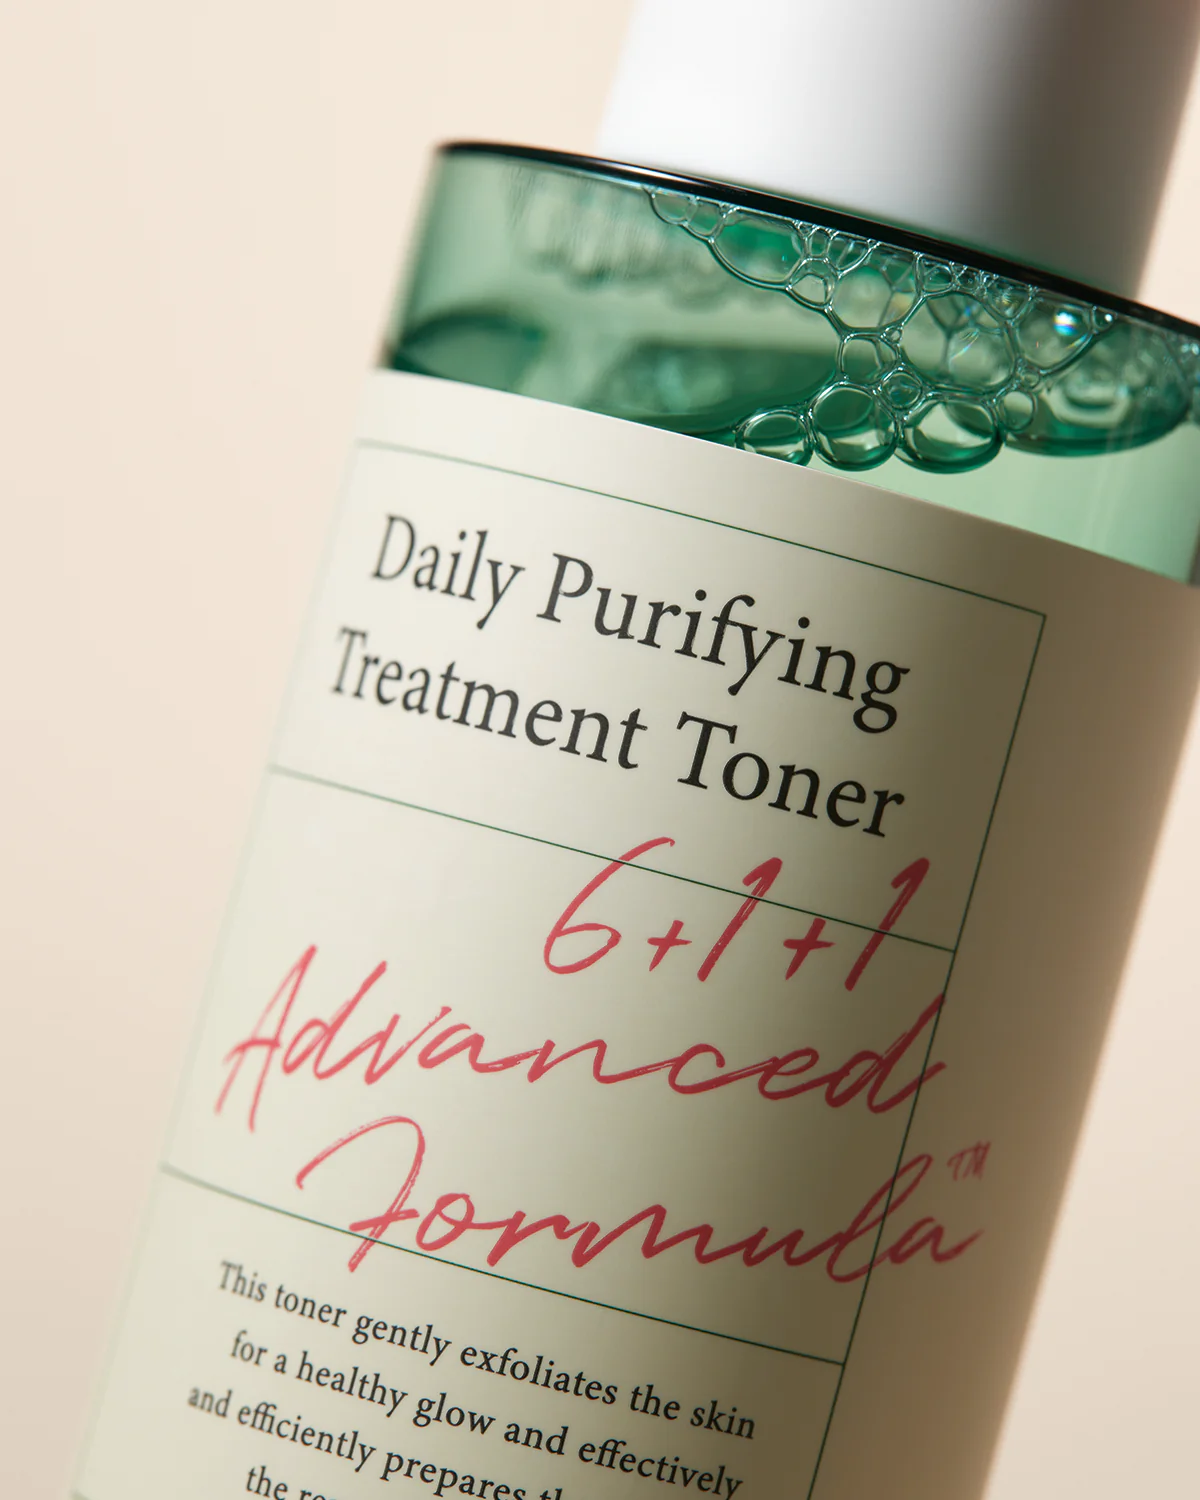 Daily Purifying
Treatment Toner
6+1+1
Advanced
Formula™
This toner gently exfoliates the skin
for a healthy glow and effectively
and efficiently prepares
the